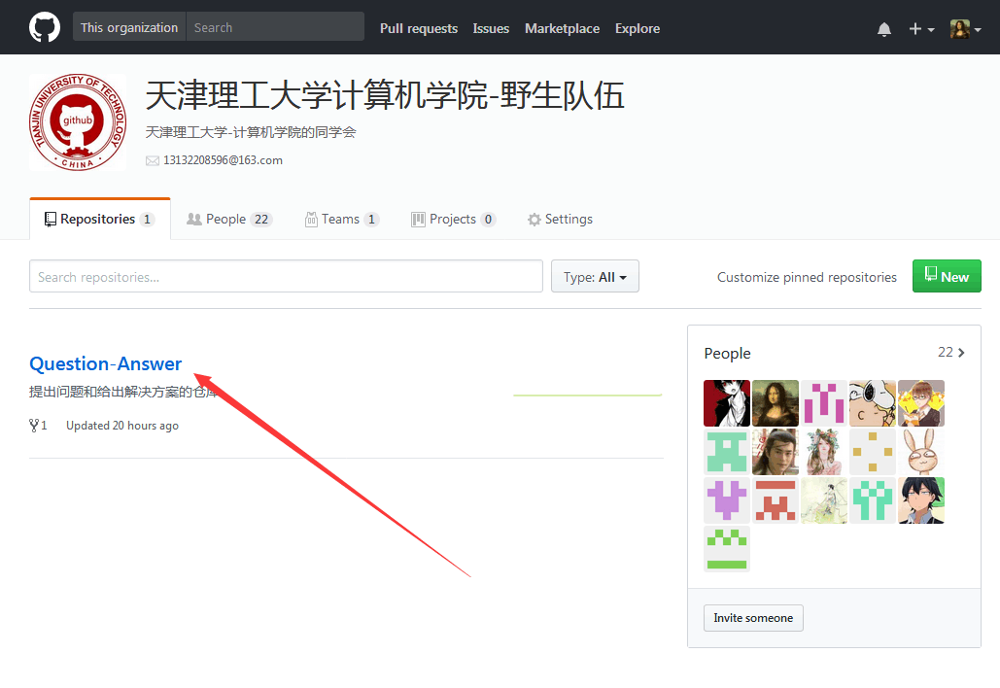 This organization Search Pull requests Issues Marketplace Explore
天津理工大学计算机学院-野生队伍
TIANJIN UNIVERSITY OF TECHNOLOGY
github
· CHINA ·
天津理工大学-计算机学院的同学会
13132208596@163.com
Repositories 1 People 22 Teams 1 Projects 0 Settings
Search repositories... Type: All Customize pinned repositories New
Question-Answer
提出问题和给出解决方案的仓库
1 Updated 20 hours ago
People 22
Invite someone